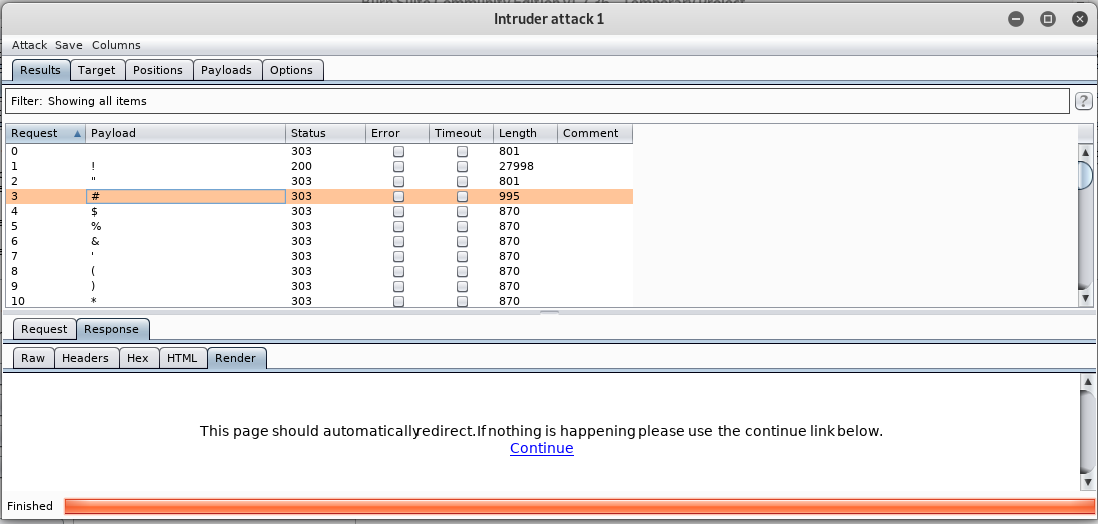 Intruder attack 1
Attack Save Columns
Results Target Positions Payloads Options
Filter: Showing all items ?
Request Payload Status Error Timeout Length Comment
0 303 801
1 ! 200 27998
2 " 303 801
3 # 303 995
4 $ 303 870
5 % 303 870
6 & 303 870
7 ' 303 870
8 ( 303 870
9 ) 303 870
10 * 303 870
Request Response
Raw Headers Hex HTML Render
This page should automatically redirect. If nothing is happening please use the continue link below.
Continue
Finished